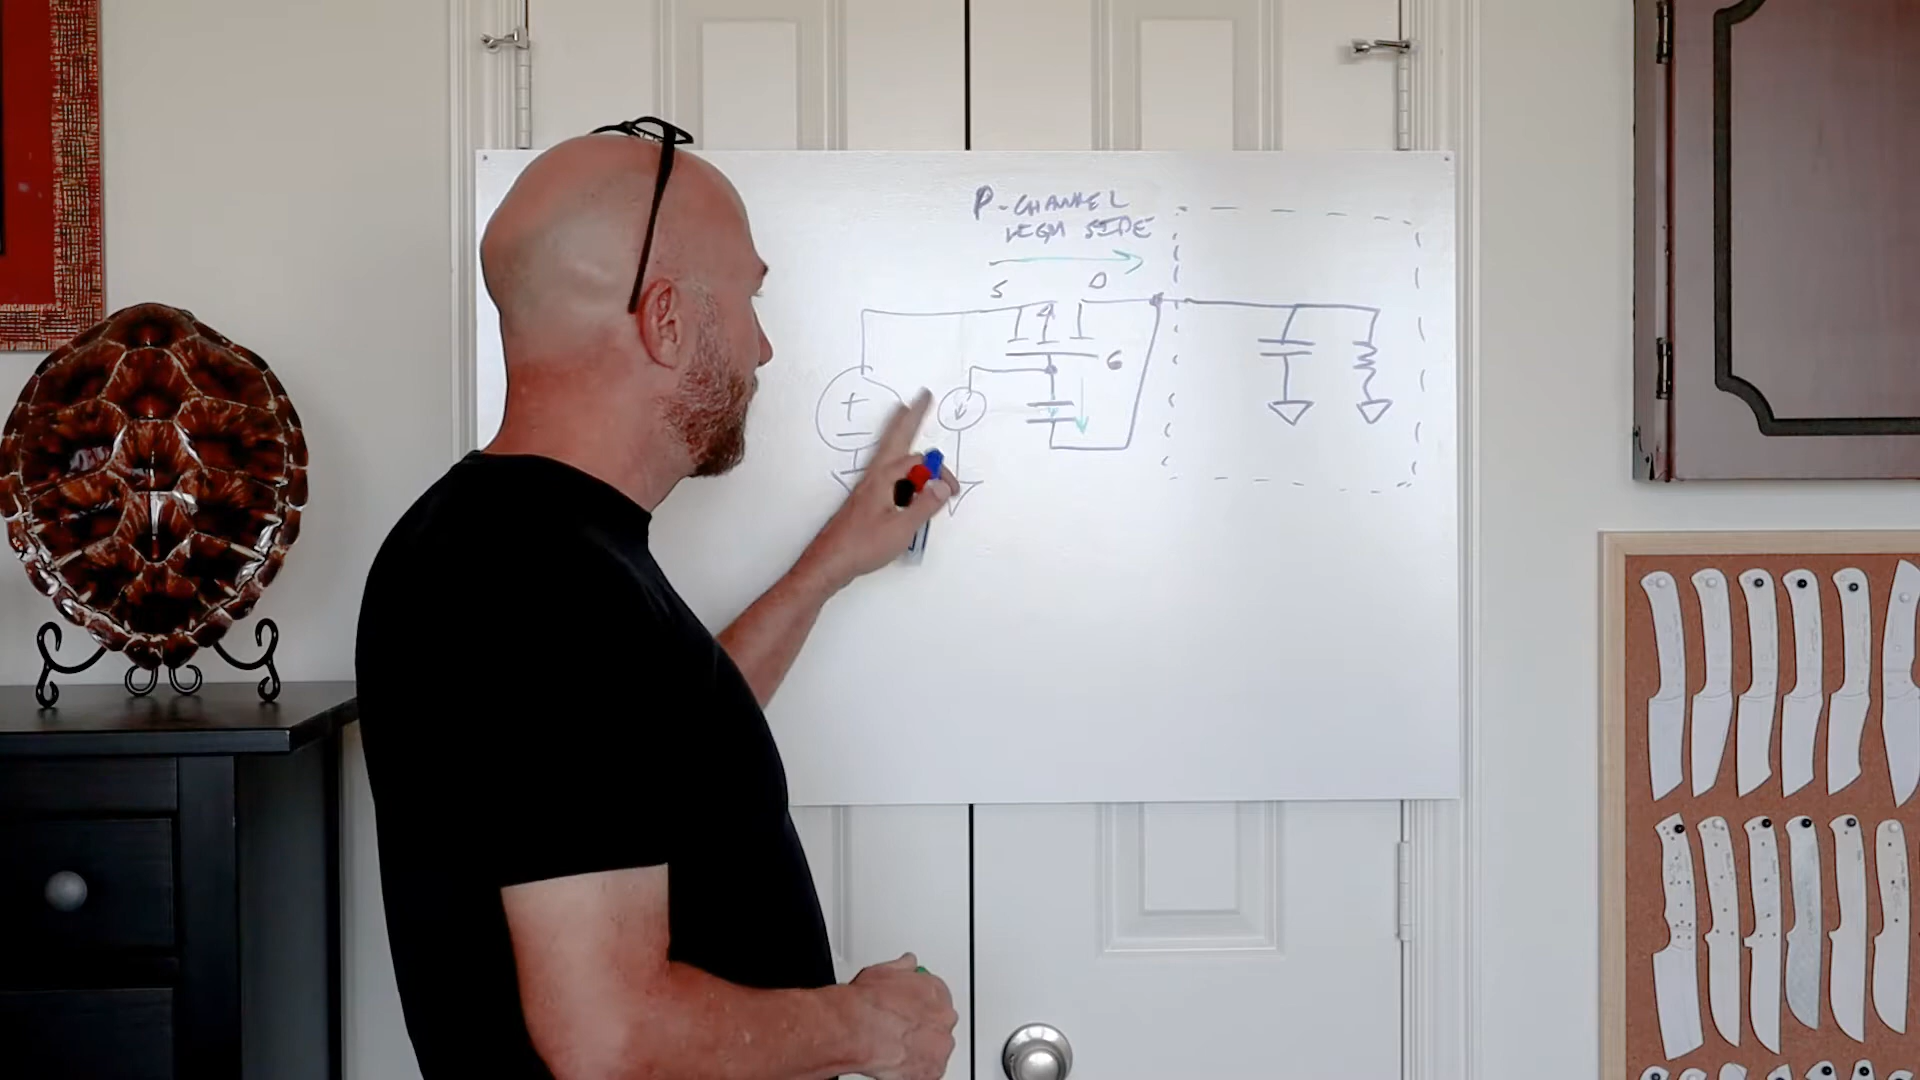 P-CHANNEL
HIGH SIDE
S D
G
+
-